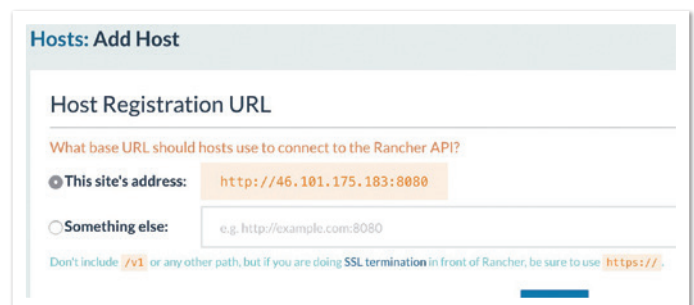 Hosts: Add Host
Host Registration URL
What base URL should hosts use to connect to the Rancher API?
This site's address: http://46.101.175.183:8080
Something else: e.g. http://example.com:8080
Don't include /v1 or any other path, but if you are doing SSL termination in front of Rancher, be sure to use https:// .